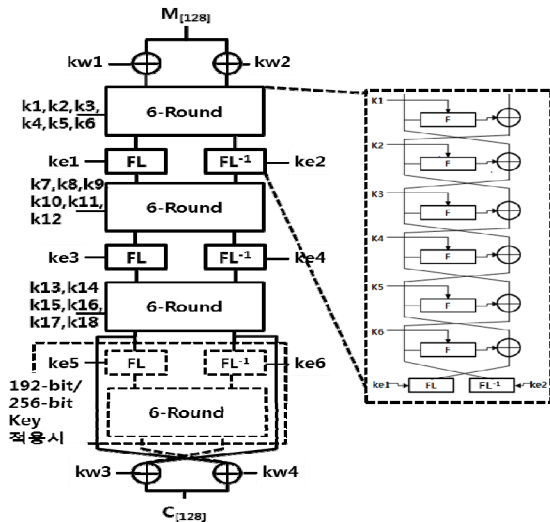 M[128]
kw1
kw2
k1,k2,k3,
k4,k5,k6
6-Round
ke1
FL
FL-1
ke2
k7,k8,k9
k10,k11,
k12
6-Round
ke3
FL
FL-1
ke4
k13,k14
k15,k16,
k17,k18
6-Round
ke5
FL
FL-1
ke6
192-bit/
256-bit
Key
적용시
6-Round
kw3
kw4
C[128]
K1
F
K2
F
K3
F
K4
F
K5
F
K6
F
ke1
FL
FL-1
ke2